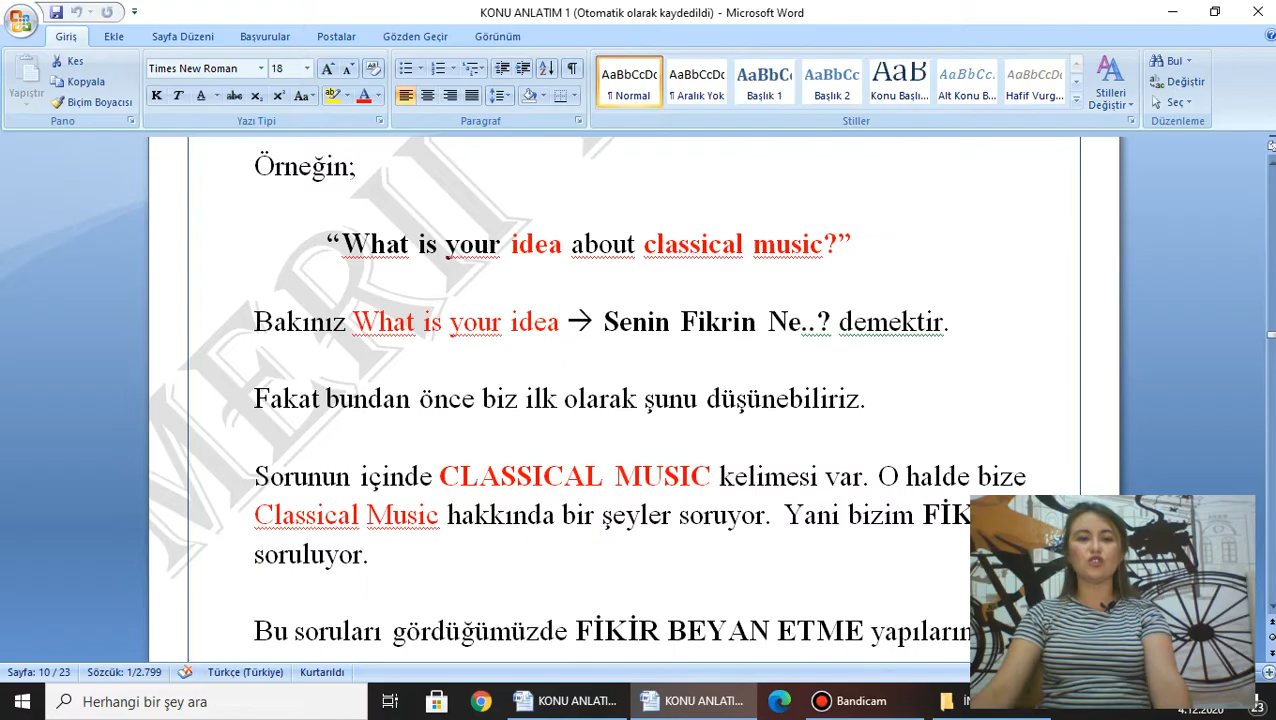 KONU ANLATIM 1 (Otomatik olarak kaydedildi) - Microsoft Word
Giriş Ekle Sayfa Düzeni Başvurular Postalar Gözden Geçir Görünüm
Yapıştır
Kes
Kopyala
Biçim Boyacısı
Pano
Times New Roman 18
Yazı Tipi
Paragraf
AaBbCcDc AaBbCcDc AaBbC AaBbCc AaB AaBbCc. AaBbCcDc
¶ Normal ¶ Aralık Yok Başlık 1 Başlık 2 Konu Başlı... Alt Konu B... Hafif Vurg...
Stilleri Değiştir
Stiller
Bul
Değiştir
Seç
Düzenleme
Örneğin;
“What is your idea about classical music?”
Bakınız What is your idea → Senin Fikrin Ne..? demektir.
Fakat bundan önce biz ilk olarak şunu düşünebiliriz.
Sorunun içinde CLASSICAL MUSIC kelimesi var. O halde bize
Classical Music hakkında bir şeyler soruyor. Yani bizim FİK
soruluyor.
Bu soruları gördüğümüzde FİKİR BEYAN ETME yapıların
Sayfa: 10 / 23 Sözcük: 1/2.799 Türkçe (Türkiye) Kurtarıldı
Herhangi bir şey ara
KONU ANLATI... KONU ANLATI... Bandicam
4.12.2020